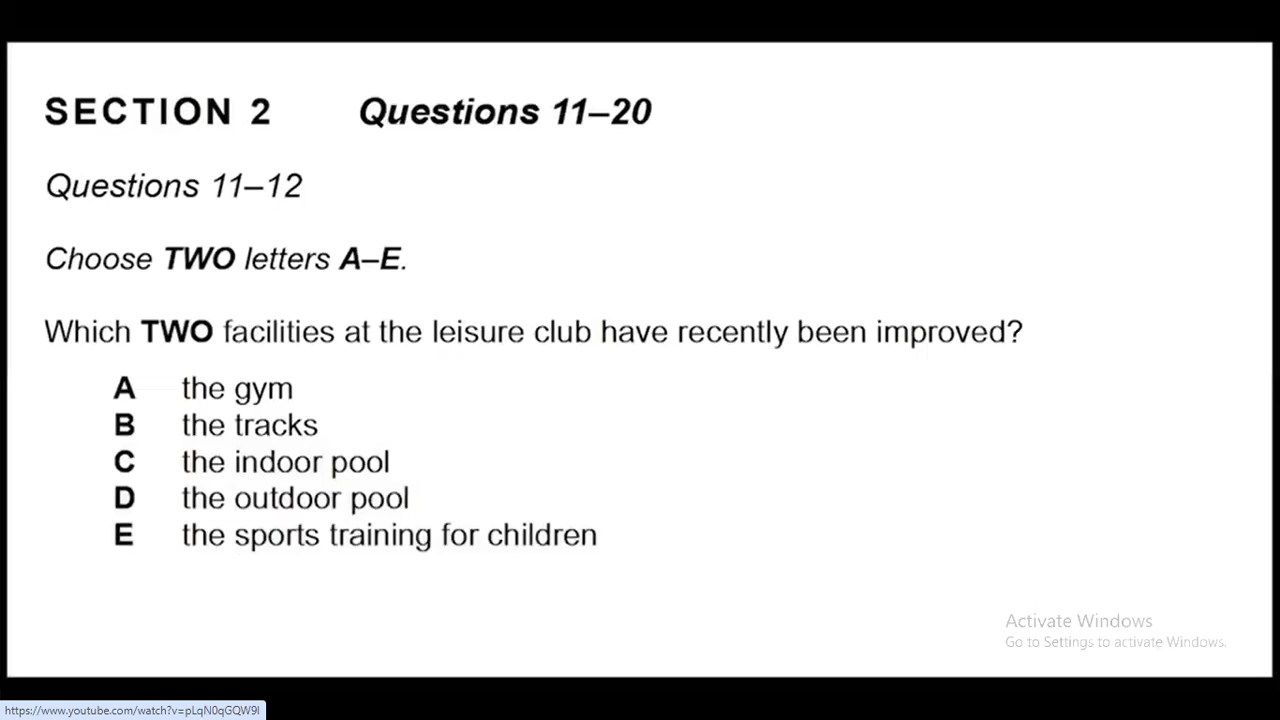 SECTION 2 Questions 11–20
Questions 11–12
Choose TWO letters A–E.
Which TWO facilities at the leisure club have recently been improved?
A the gym
B the tracks
C the indoor pool
D the outdoor pool
E the sports training for children
Activate Windows
Go to Settings to activate Windows.
https://www.youtube.com/watch?v=pLqN0qGQW9I